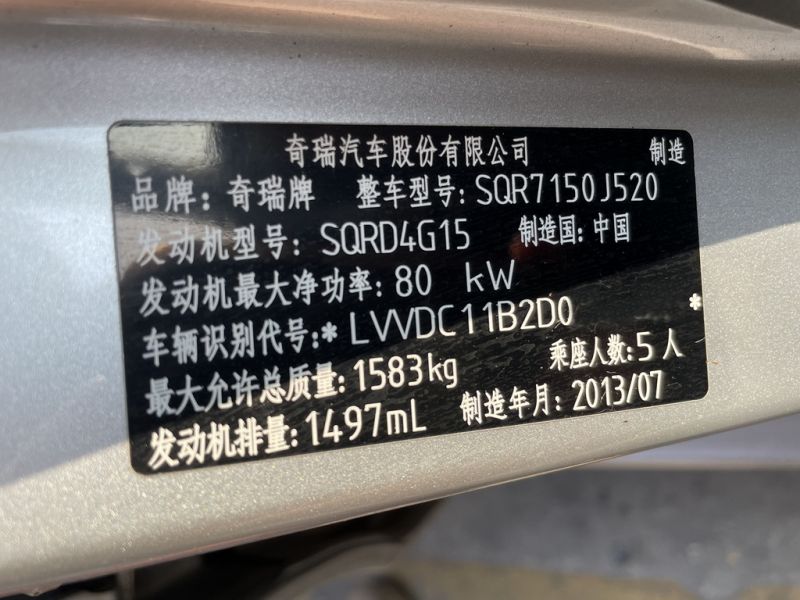 奇瑞汽车股份有限公司 制造
品牌：奇瑞牌 整车型号：SQR7150J520
发动机型号：SQRD4G15 制造国：中国
发动机最大净功率：80 kW
车辆识别代号：*LVVDC11B2D0 *
最大允许总质量：1583kg 乘座人数：5人
发动机排量：1497mL 制造年月：2013/07